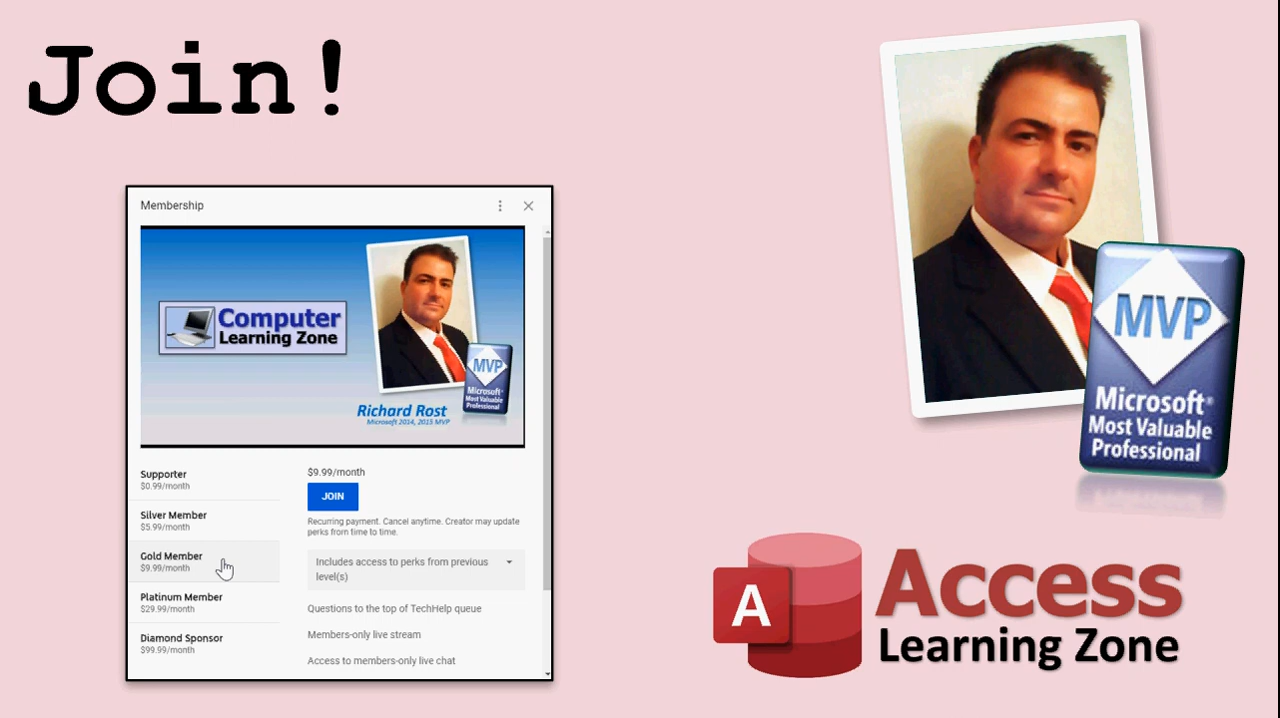 Join!
Membership
Computer
Learning Zone
MVP
Microsoft
Most Valuable
Professional
Richard Rost
Microsoft 2014, 2015 MVP
Supporter
$0.99/month
Silver Member
$5.99/month
Gold Member
$9.99/month
Platinum Member
$29.99/month
Diamond Sponsor
$99.99/month
$9.99/month
JOIN
Recurring payment. Cancel anytime. Creator may update
perks from time to time.
Includes access to perks from previous
level(s)
Questions to the top of TechHelp queue
Members-only live stream
Access to members-only live chat
MVP
Microsoft®
Most Valuable
Professional
A
Access
Learning Zone